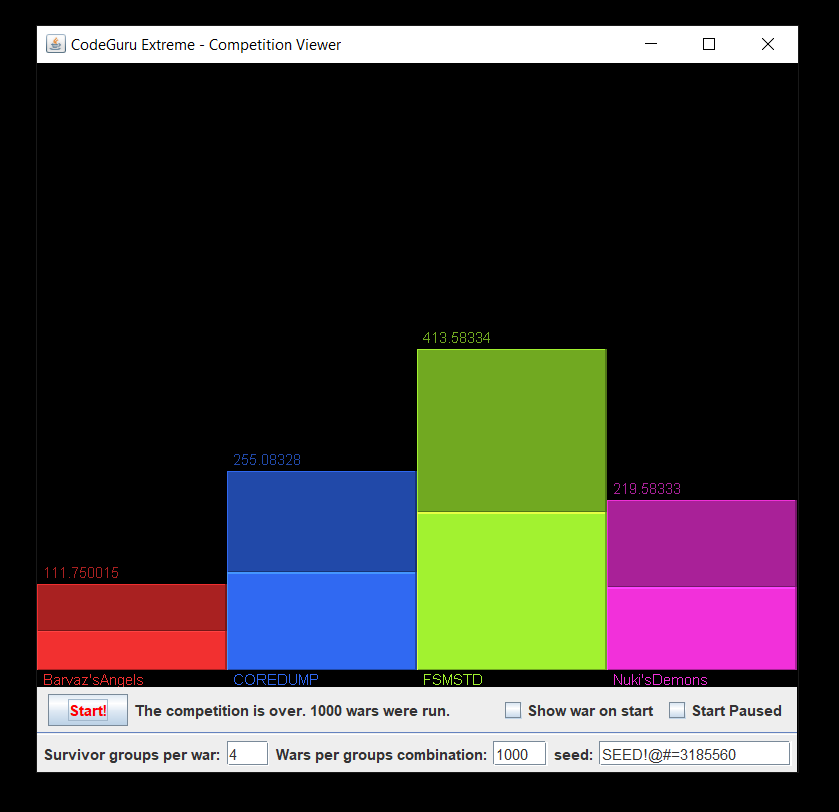 CodeGuru Extreme - Competition Viewer
413.58334
255.08328
219.58333
111.750015
Barvaz'sAngels COREDUMP FSMSTD Nuki'sDemons
Start! The competition is over. 1000 wars were run. Show war on start Start Paused
Survivor groups per war: 4 Wars per groups combination: 1000 seed: SEED!@#=3185560